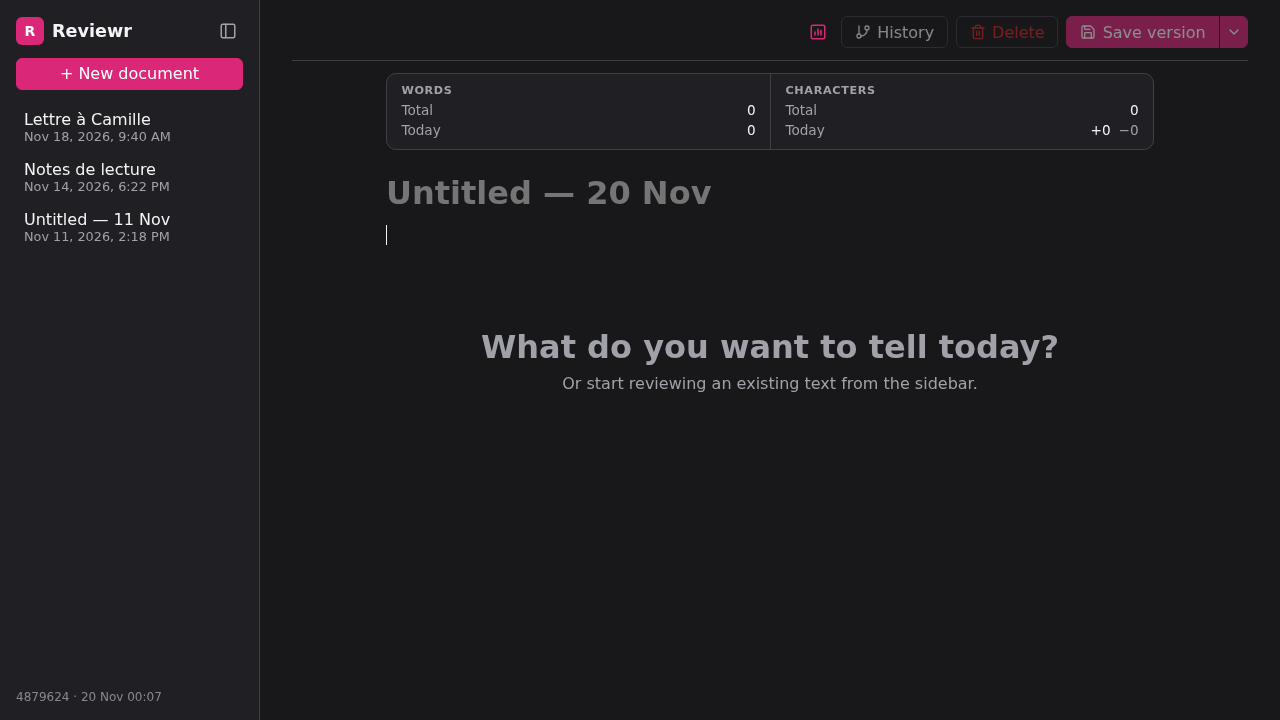 R Reviewr
+ New document
Lettre à Camille
Nov 18, 2026, 9:40 AM
Notes de lecture
Nov 14, 2026, 6:22 PM
Untitled — 11 Nov
Nov 11, 2026, 2:18 PM
4879624 · 20 Nov 00:07
History
Delete
Save version
WORDS
Total 0
Today 0
CHARACTERS
Total 0
Today +0 −0
Untitled — 20 Nov
What do you want to tell today?
Or start reviewing an existing text from the sidebar.